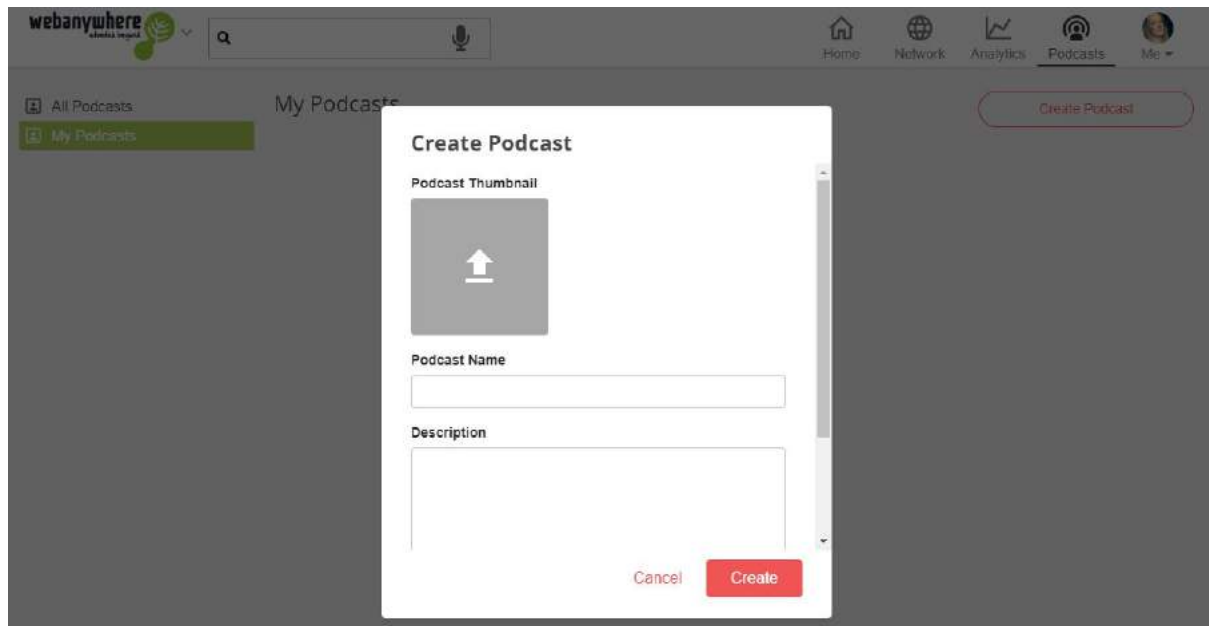 webanywhere
Home
Network
Analytics
Podcasts
Me
All Podcasts
My Podcasts
My Podcasts
Create Podcast
Create Podcast
Podcast Thumbnail
Podcast Name
Description
Cancel
Create